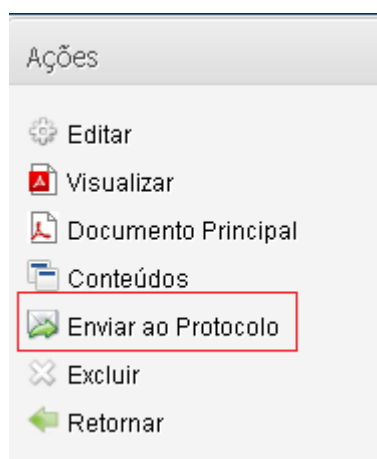 Ações
Editar
Visualizar
Documento Principal
Conteúdos
Enviar ao Protocolo
Excluir
Retornar